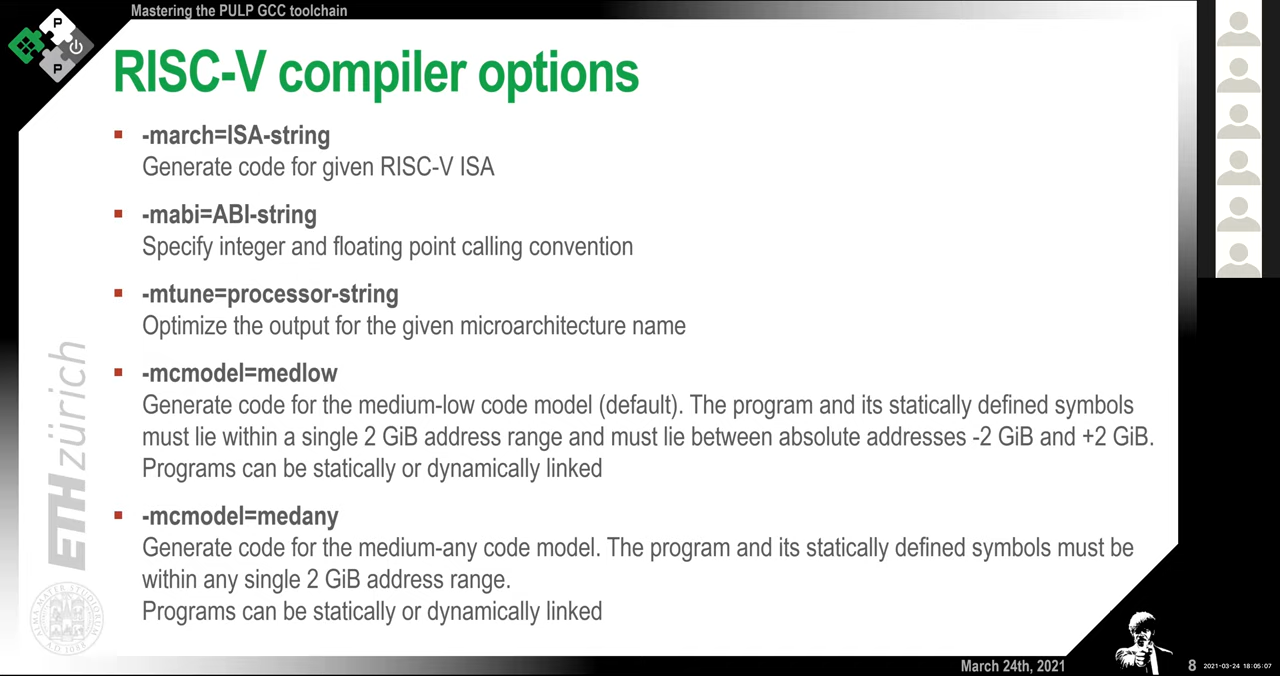 Mastering the PULP GCC toolchain
P
P
RISC-V compiler options
-march=ISA-string
Generate code for given RISC-V ISA
-mabi=ABI-string
Specify integer and floating point calling convention
-mtune=processor-string
Optimize the output for the given microarchitecture name
-mcmodel=medlow
Generate code for the medium-low code model (default). The program and its statically defined symbols
must lie within a single 2 GiB address range and must lie between absolute addresses -2 GiB and +2 GiB.
Programs can be statically or dynamically linked
-mcmodel=medany
Generate code for the medium-any code model. The program and its statically defined symbols must be
within any single 2 GiB address range.
Programs can be statically or dynamically linked
ETH zürich
ALMA MATER STUDIORUM
A.D. 1088
March 24th, 2021
8
2021-03-24 18:05:07